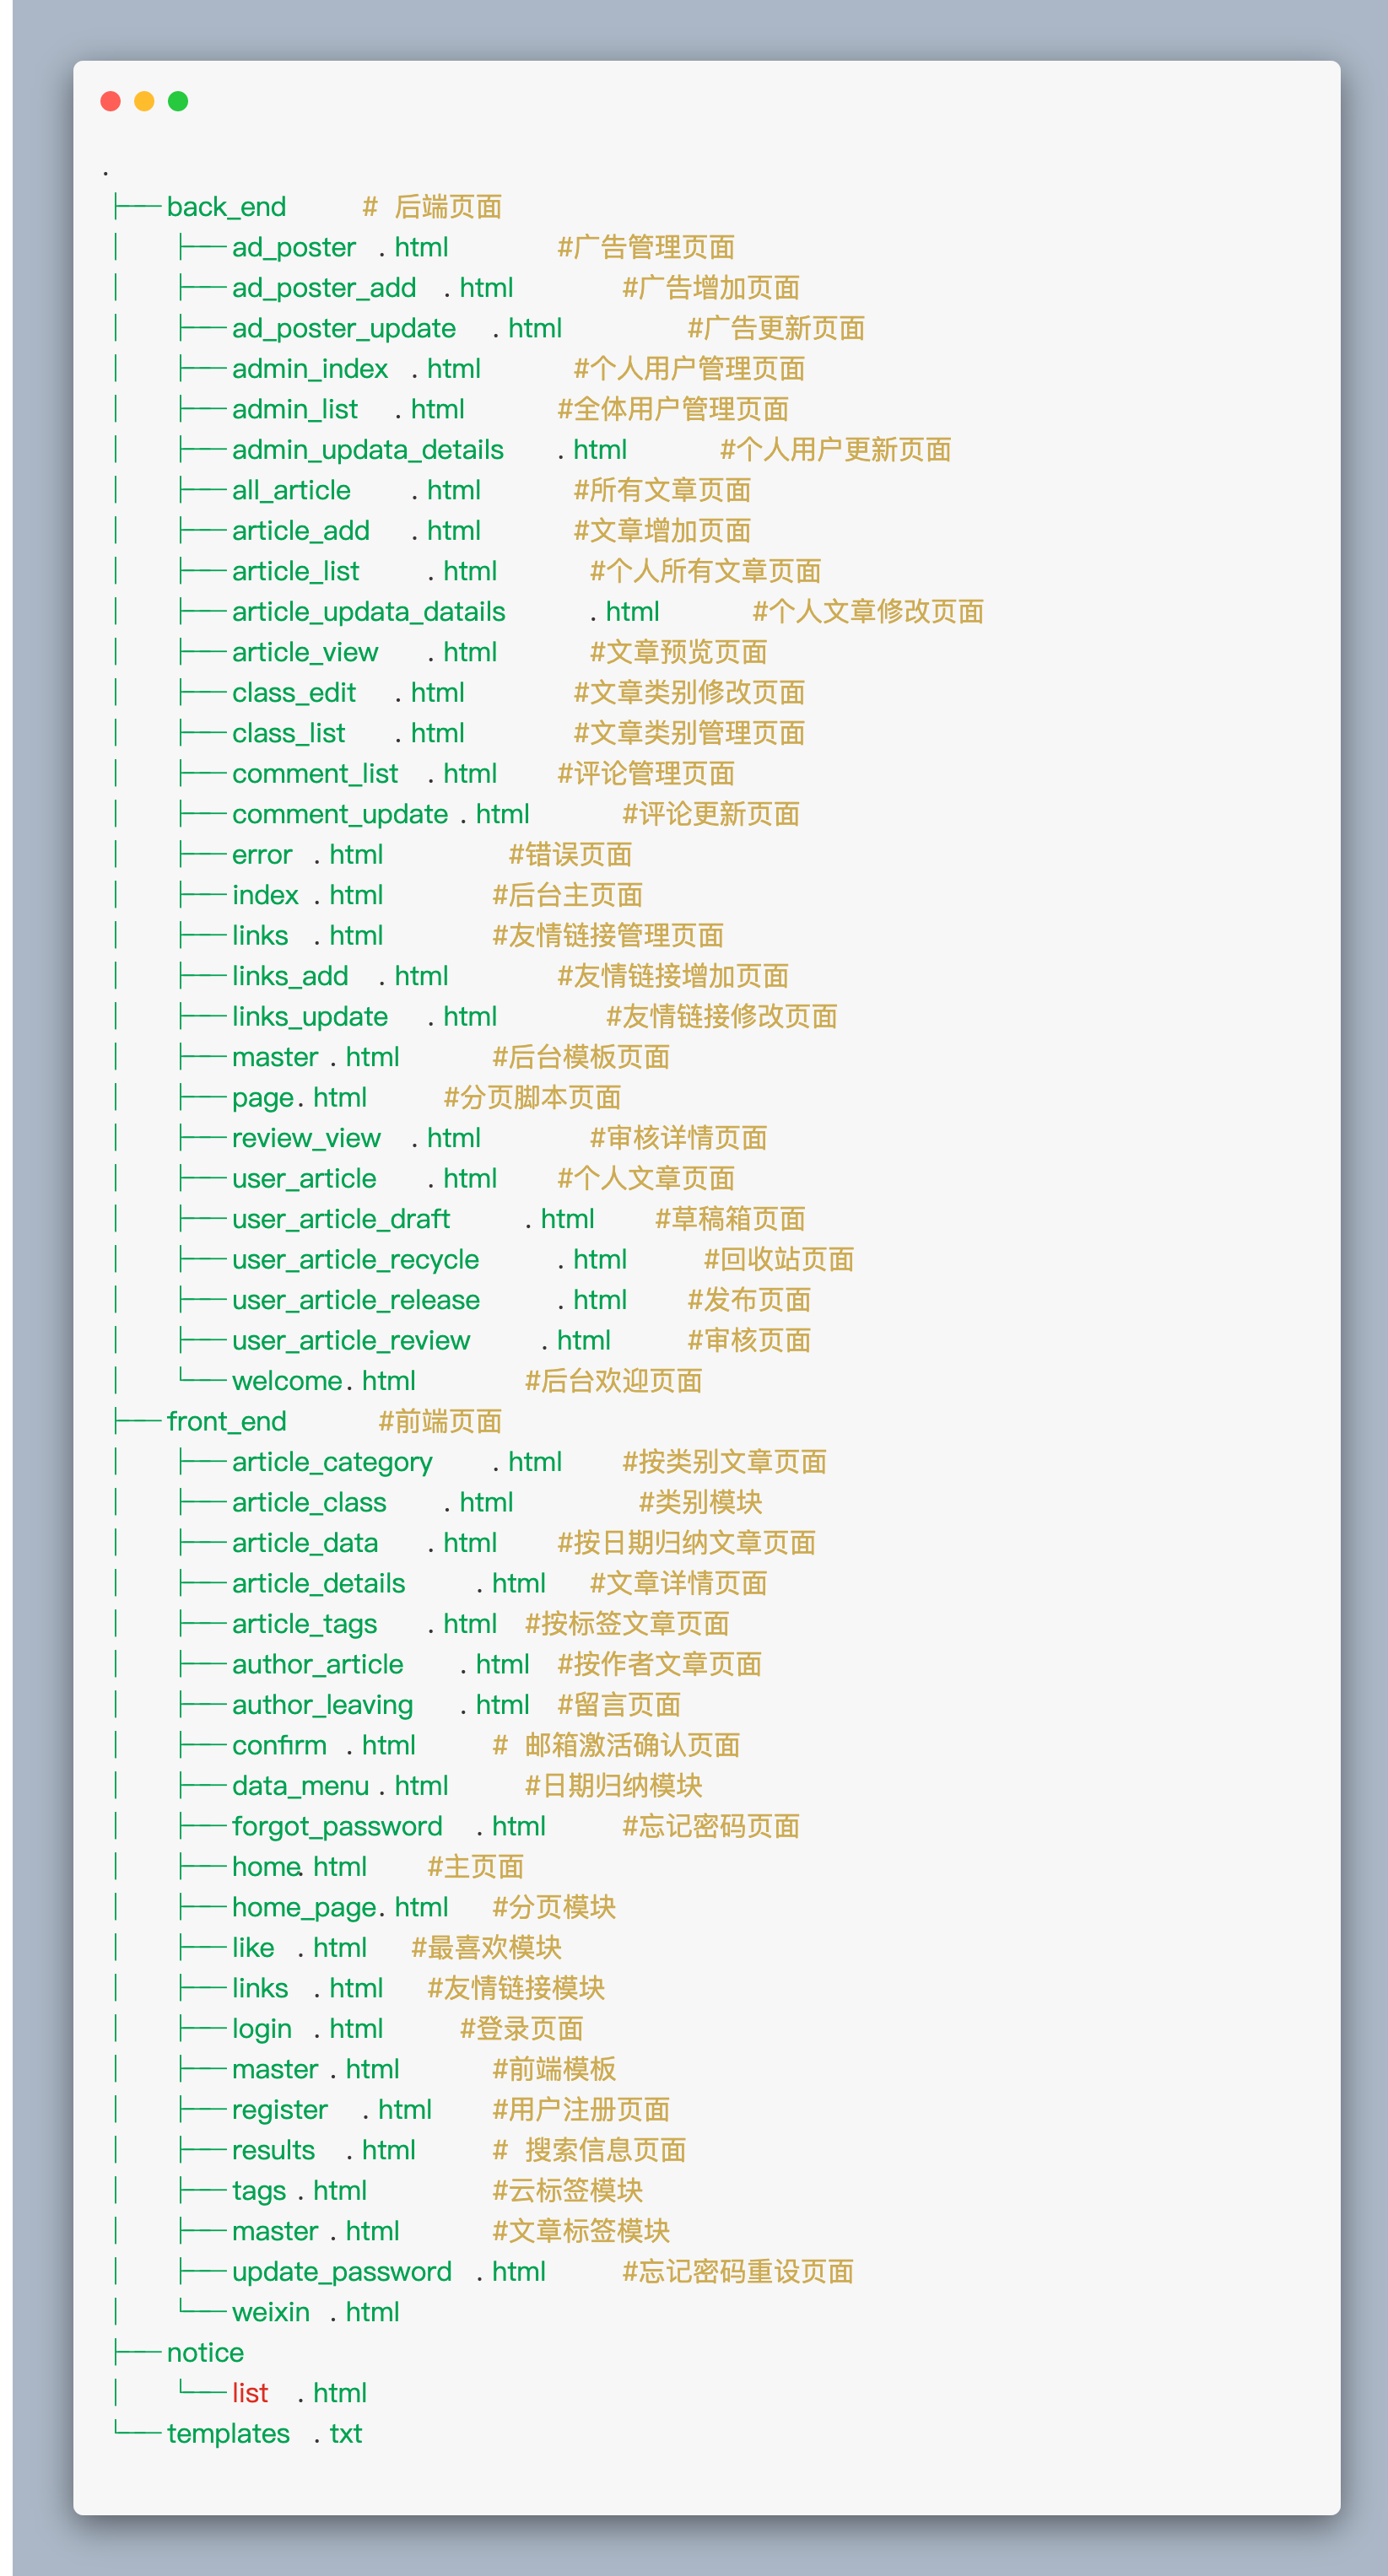 .
├── back_end # 后端页面
│ ├── ad_poster.html #广告管理页面
│ ├── ad_poster_add.html #广告增加页面
│ ├── ad_poster_update.html #广告更新页面
│ ├── admin_index.html #个人用户管理页面
│ ├── admin_list.html #全体用户管理页面
│ ├── admin_updata_details.html #个人用户更新页面
│ ├── all_article.html #所有文章页面
│ ├── article_add.html #文章增加页面
│ ├── article_list.html #个人所有文章页面
│ ├── article_updata_datails.html #个人文章修改页面
│ ├── article_view.html #文章预览页面
│ ├── class_edit.html #文章类别修改页面
│ ├── class_list.html #文章类别管理页面
│ ├── comment_list.html #评论管理页面
│ ├── comment_update.html #评论更新页面
│ ├── error.html #错误页面
│ ├── index.html #后台主页面
│ ├── links.html #友情链接管理页面
│ ├── links_add.html #友情链接增加页面
│ ├── links_update.html #友情链接修改页面
│ ├── master.html #后台模板页面
│ ├── page.html #分页脚本页面
│ ├── review_view.html #审核详情页面
│ ├── user_article.html #个人文章页面
│ ├── user_article_draft.html #草稿箱页面
│ ├── user_article_recycle.html #回收站页面
│ ├── user_article_release.html #发布页面
│ ├── user_article_review.html #审核页面
│ └── welcome.html #后台欢迎页面
├── front_end #前端页面
│ ├── article_category.html #按类别文章页面
│ ├── article_class.html #类别模块
│ ├── article_data.html #按日期归纳文章页面
│ ├── article_details.html #文章详情页面
│ ├── article_tags.html #按标签文章页面
│ ├── author_article.html #按作者文章页面
│ ├── author_leaving.html #留言页面
│ ├── confirm.html # 邮箱激活确认页面
│ ├── data_menu.html #日期归纳模块
│ ├── forgot_password.html #忘记密码页面
│ ├── home.html #主页面
│ ├── home_page.html #分页模块
│ ├── like.html #最喜欢模块
│ ├── links.html #友情链接模块
│ ├── login.html #登录页面
│ ├── master.html #前端模板
│ ├── register.html #用户注册页面
│ ├── results.html # 搜索信息页面
│ ├── tags.html #云标签模块
│ ├── master.html #文章标签模块
│ ├── update_password.html #忘记密码重设页面
│ └── weixin.html
├── notice
│ └── list.html
└── templates.txt